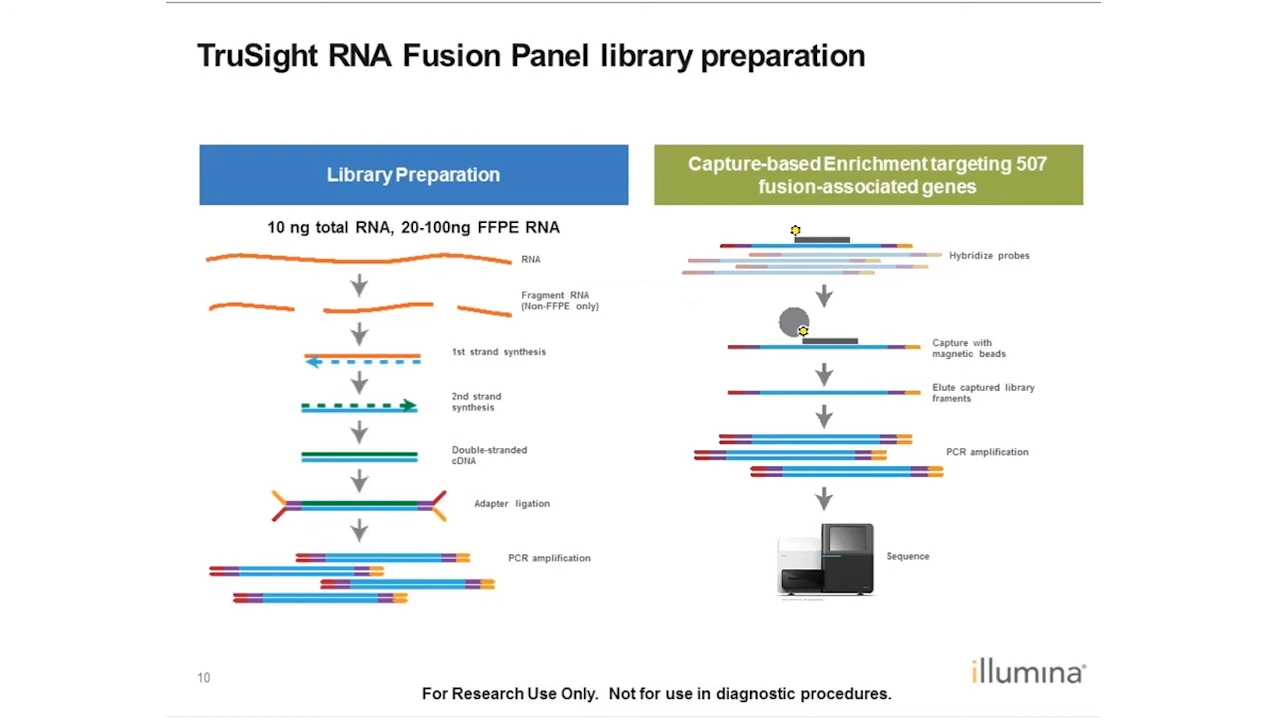 TruSight RNA Fusion Panel library preparation
Library Preparation
10 ng total RNA, 20-100ng FFPE RNA
RNA
Fragment RNA
(Non-FFPE only)
1st strand synthesis
2nd strand
synthesis
Double-stranded
cDNA
Adapter ligation
PCR amplification
Capture-based Enrichment targeting 507
fusion-associated genes
Hybridize probes
Capture with
magnetic beads
Elute captured library
framents
PCR amplification
Sequence
10
For Research Use Only. Not for use in diagnostic procedures.
illumina®